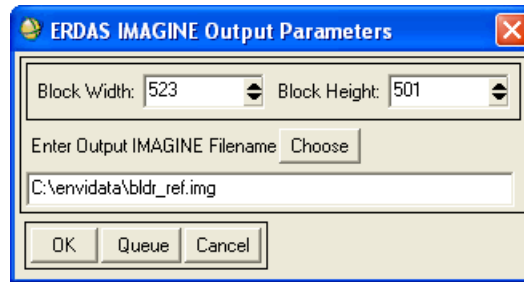 ERDAS IMAGINE Output Parameters
Block Width: 523 Block Height: 501
Enter Output IMAGINE Filename Choose
C:\envidata\bldr_ref.img
OK Queue Cancel